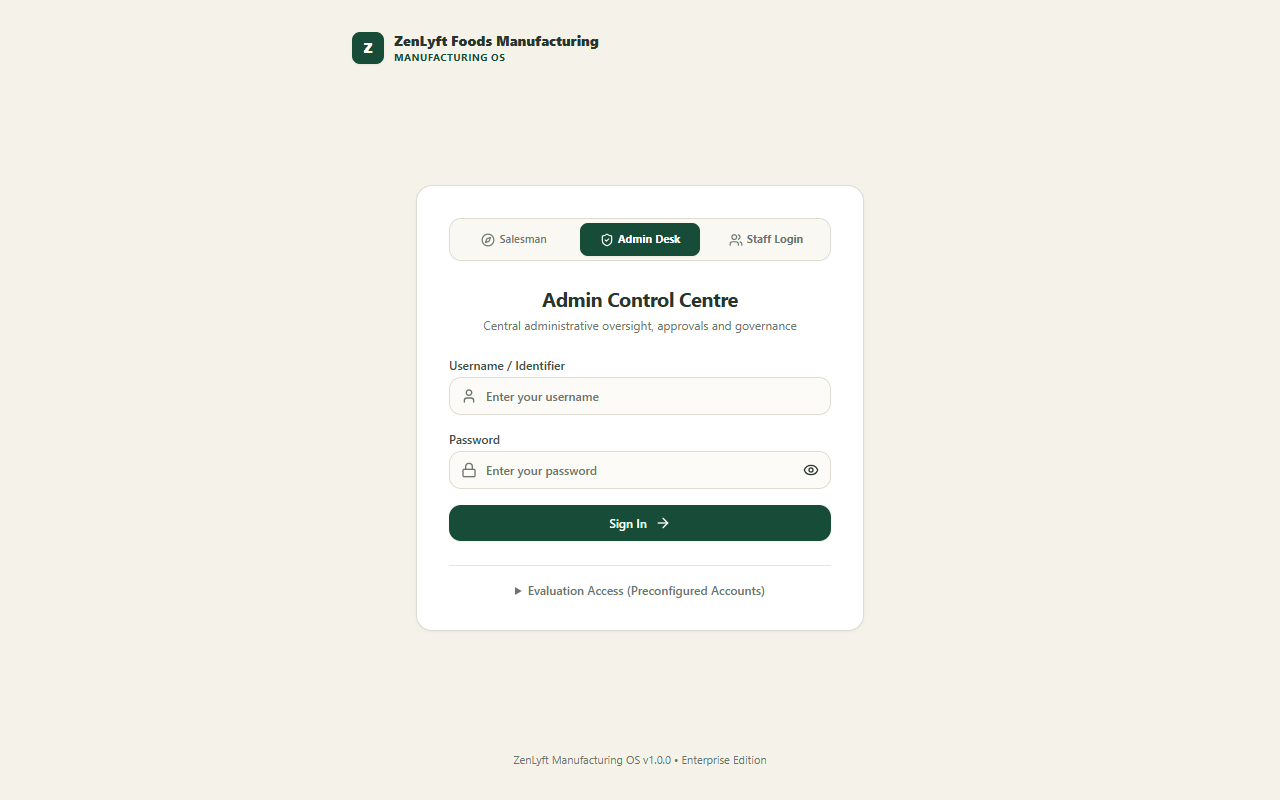 Z
ZenLyft Foods Manufacturing
MANUFACTURING OS
Salesman
Admin Desk
Staff Login
Admin Control Centre
Central administrative oversight, approvals and governance
Username / Identifier
Enter your username
Password
Enter your password
Sign In →
▶ Evaluation Access (Preconfigured Accounts)
ZenLyft Manufacturing OS v1.0.0 • Enterprise Edition